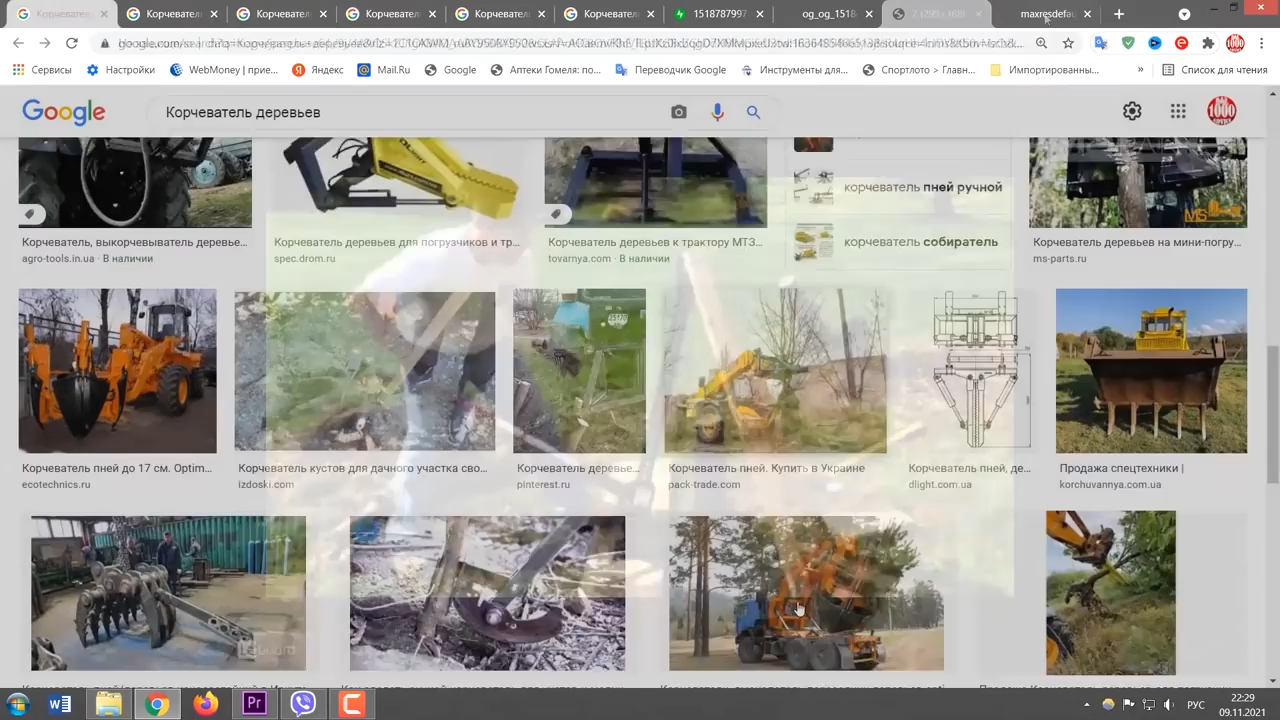 Корчеватель
Корчевател
Корчевател
Корчевател
Корчевател
Корчевател
1518787997
og_og_1518
maxresdefau
Сервисы
Настройки
WebMoney | прие...
Яндекс
Mail.Ru
Google
Аптеки Гомеля: по...
Переводчик Google
Инструменты для...
Спортлото > Главн...
Импортированны...
»
Список для чтения
Google
Корчеватель деревьев
корчеватель пней ручной
корчеватель собиратель
MS
Корчеватель, выкорчевыватель деревье...
agro-tools.in.ua · В наличии
Корчеватель деревьев для погрузчиков и тр...
spec.drom.ru
Корчеватель деревьев к трактору МТЗ...
tovarnya.com · В наличии
Корчеватель деревьев на мини-погру...
ms-parts.ru
Корчеватель пней до 17 см. Optim...
ecotechnics.ru
Корчеватель кустов для дачного участка сво...
izdoski.com
Корчеватель деревье...
pinterest.ru
Корчеватель пней. Купить в Украине
pack-trade.com
Корчеватель пней, де...
dlight.com.ua
Продажа спецтехники |
korchuvannya.com.ua
РУС
22:29
09.11.2021